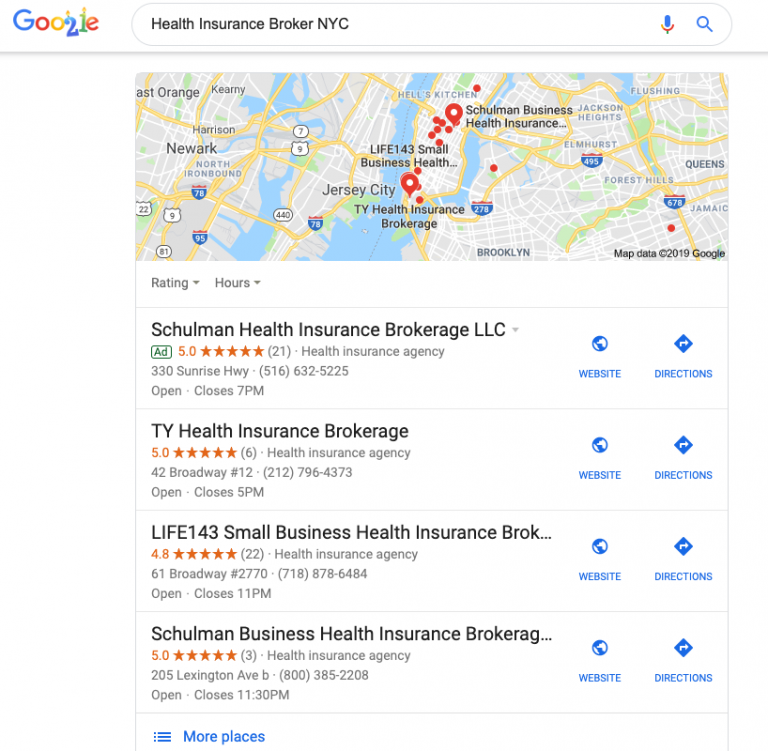 Google
Health Insurance Broker NYC
ast Orange
Kearny
HELL'S KITCHEN
FLUSHING
Schulman Business
Health Insurance...
JACKSON
HEIGHTS
Harrison
7
9
Newark
LIFE143 Small
Business Health...
ELMHURST
495
QUEENS
NORTH
IRONBOUND
78
Jersey City
FOREST HILLS
22
9
440
78
TY Health Insurance
Brokerage
278
678
JAMAIC
95
81
BROOKLYN
Map data ©2019 Google
Rating
Hours
Schulman Health Insurance Brokerage LLC
Ad 5.0 ★★★★★ (21) · Health insurance agency
330 Sunrise Hwy · (516) 632-5225
Open · Closes 7PM
WEBSITE
DIRECTIONS
TY Health Insurance Brokerage
5.0 ★★★★★ (6) · Health insurance agency
42 Broadway #12 · (212) 796-4373
Open · Closes 5PM
WEBSITE
DIRECTIONS
LIFE143 Small Business Health Insurance Brok...
4.8 ★★★★★ (22) · Health insurance agency
61 Broadway #2770 · (718) 878-6484
Open · Closes 11PM
WEBSITE
DIRECTIONS
Schulman Business Health Insurance Brokerag...
5.0 ★★★★★ (3) · Health insurance agency
205 Lexington Ave b · (800) 385-2208
Open · Closes 11:30PM
WEBSITE
DIRECTIONS
More places